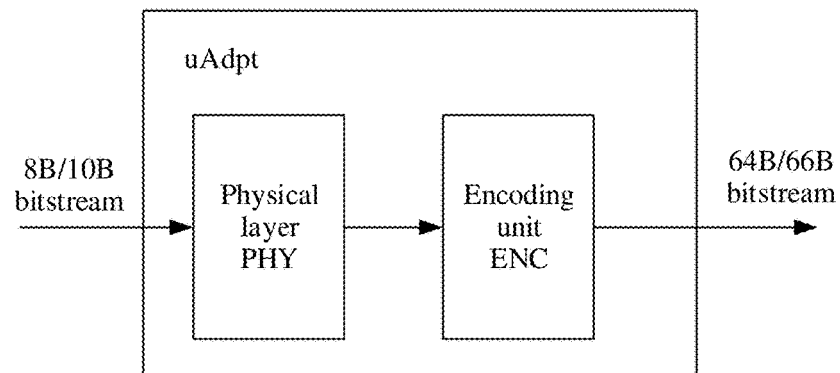 uAdpt
8B/10B
bitstream
Physical
layer
PHY
Encoding
unit
ENC
64B/66B
bitstream